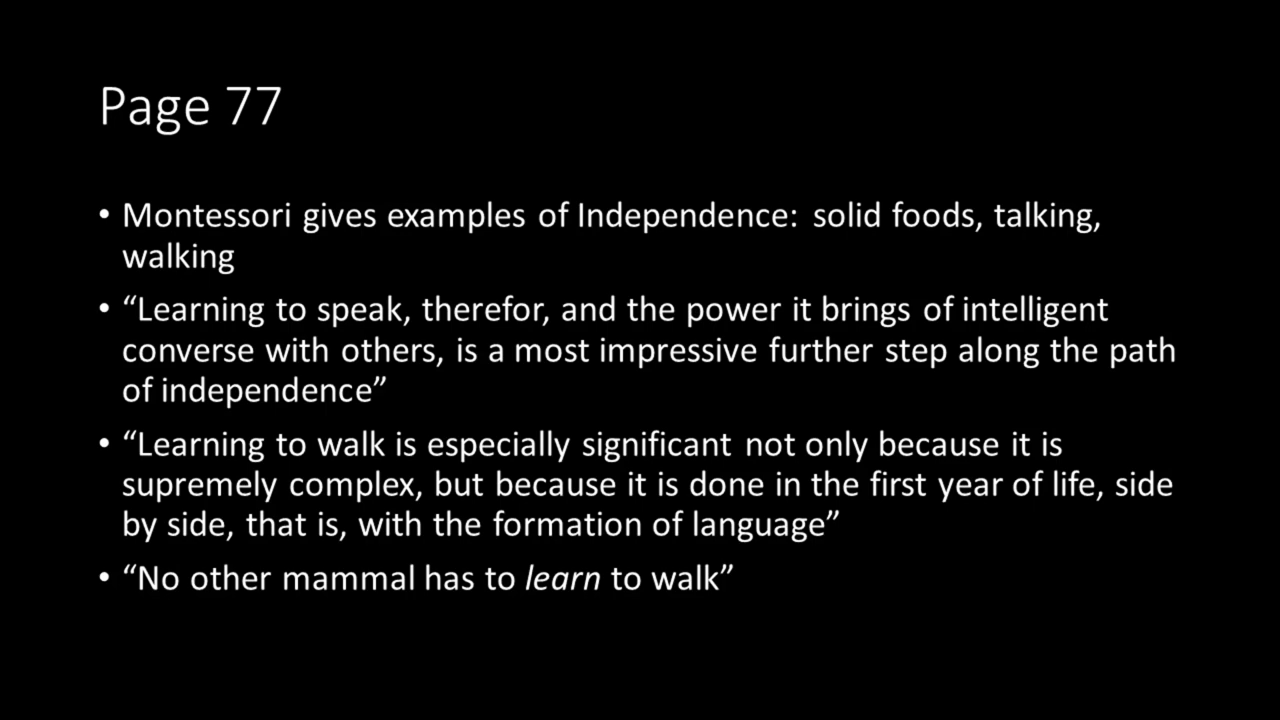 Page 77
• Montessori gives examples of Independence: solid foods, talking,
walking
• “Learning to speak, therefor, and the power it brings of intelligent
converse with others, is a most impressive further step along the path
of independence”
• “Learning to walk is especially significant not only because it is
supremely complex, but because it is done in the first year of life, side
by side, that is, with the formation of language”
• “No other mammal has to learn to walk”